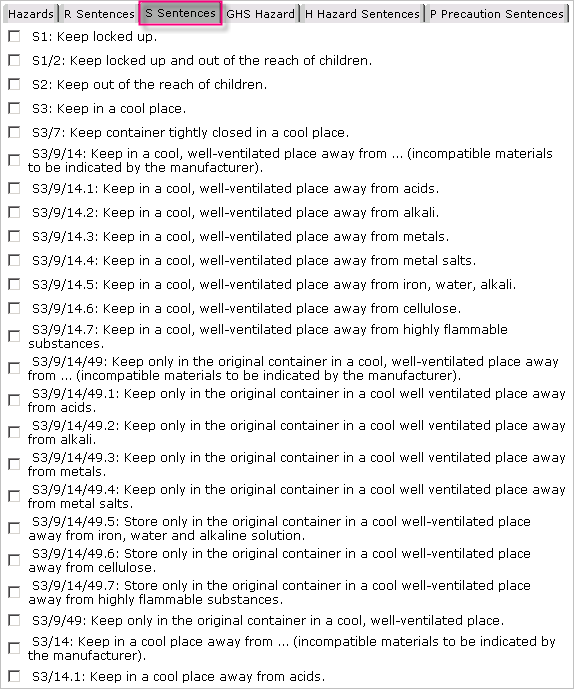 Hazards R Sentences S Sentences GHS Hazard H Hazard Sentences P Precaution Sentences
S1: Keep locked up.
S1/2: Keep locked up and out of the reach of children.
S2: Keep out of the reach of children.
S3: Keep in a cool place.
S3/7: Keep container tightly closed in a cool place.
S3/9/14: Keep in a cool, well-ventilated place away from ... (incompatible materials
to be indicated by the manufacturer).
S3/9/14.1: Keep in a cool, well-ventilated place away from acids.
S3/9/14.2: Keep in a cool, well-ventilated place away from alkali.
S3/9/14.3: Keep in a cool, well-ventilated place away from metals.
S3/9/14.4: Keep in a cool, well-ventilated place away from metal salts.
S3/9/14.5: Keep in a cool, well-ventilated place away from iron, water, alkali.
S3/9/14.6: Keep in a cool, well-ventilated place away from cellulose.
S3/9/14.7: Keep in a cool, well-ventilated place away from highly flammable
substances.
S3/9/14/49: Keep only in the original container in a cool, well-ventilated place away
from ... (incompatible materials to be indicated by the manufacturer).
S3/9/14/49.1: Keep only in the original container in a cool well ventilated place away
from acids.
S3/9/14/49.2: Keep only in the original container in a cool well ventilated place away
from alkali.
S3/9/14/49.3: Keep only in the original container in a cool well ventilated place away
from metals.
S3/9/14/49.4: Keep only in the original container in a cool well ventilated place away
from metal salts.
S3/9/14/49.5: Store only in the original container in a cool well-ventilated place
away from iron, water and alkaline solution.
S3/9/14/49.6: Store only in the original container in a cool well-ventilated place
away from cellulose.
S3/9/14/49.7: Store only in the original container in a cool well-ventilated place
away from highly flammable substances.
S3/9/49: Keep only in the original container in a cool, well-ventilated place.
S3/14: Keep in a cool place away from ... (incompatible materials to be indicated by
the manufacturer).
S3/14.1: Keep in a cool place away from acids.